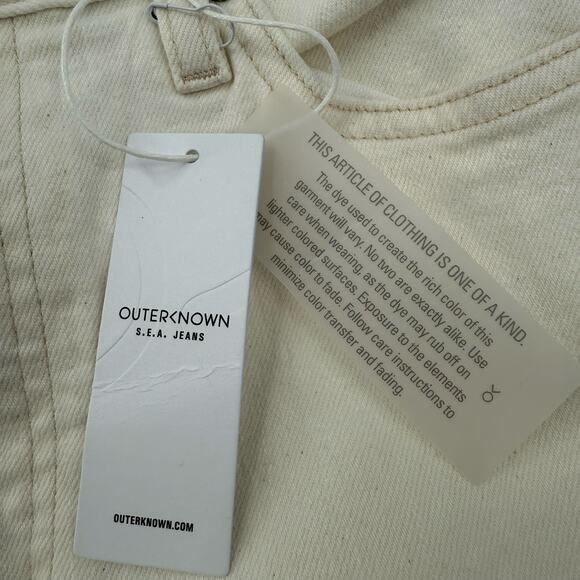 OUTERKNOWN
S.E.A. JEANS
OUTERKNOWN.COM
THIS ARTICLE OF CLOTHING IS ONE OF A KIND.
The dye used to create the rich color of this
garment will vary. No two are exactly alike. Use
care when wearing, as the dye may rub off on
lighter colored surfaces. Exposure to the elements
may cause color to fade. Follow care instructions to
minimize color transfer and fading.